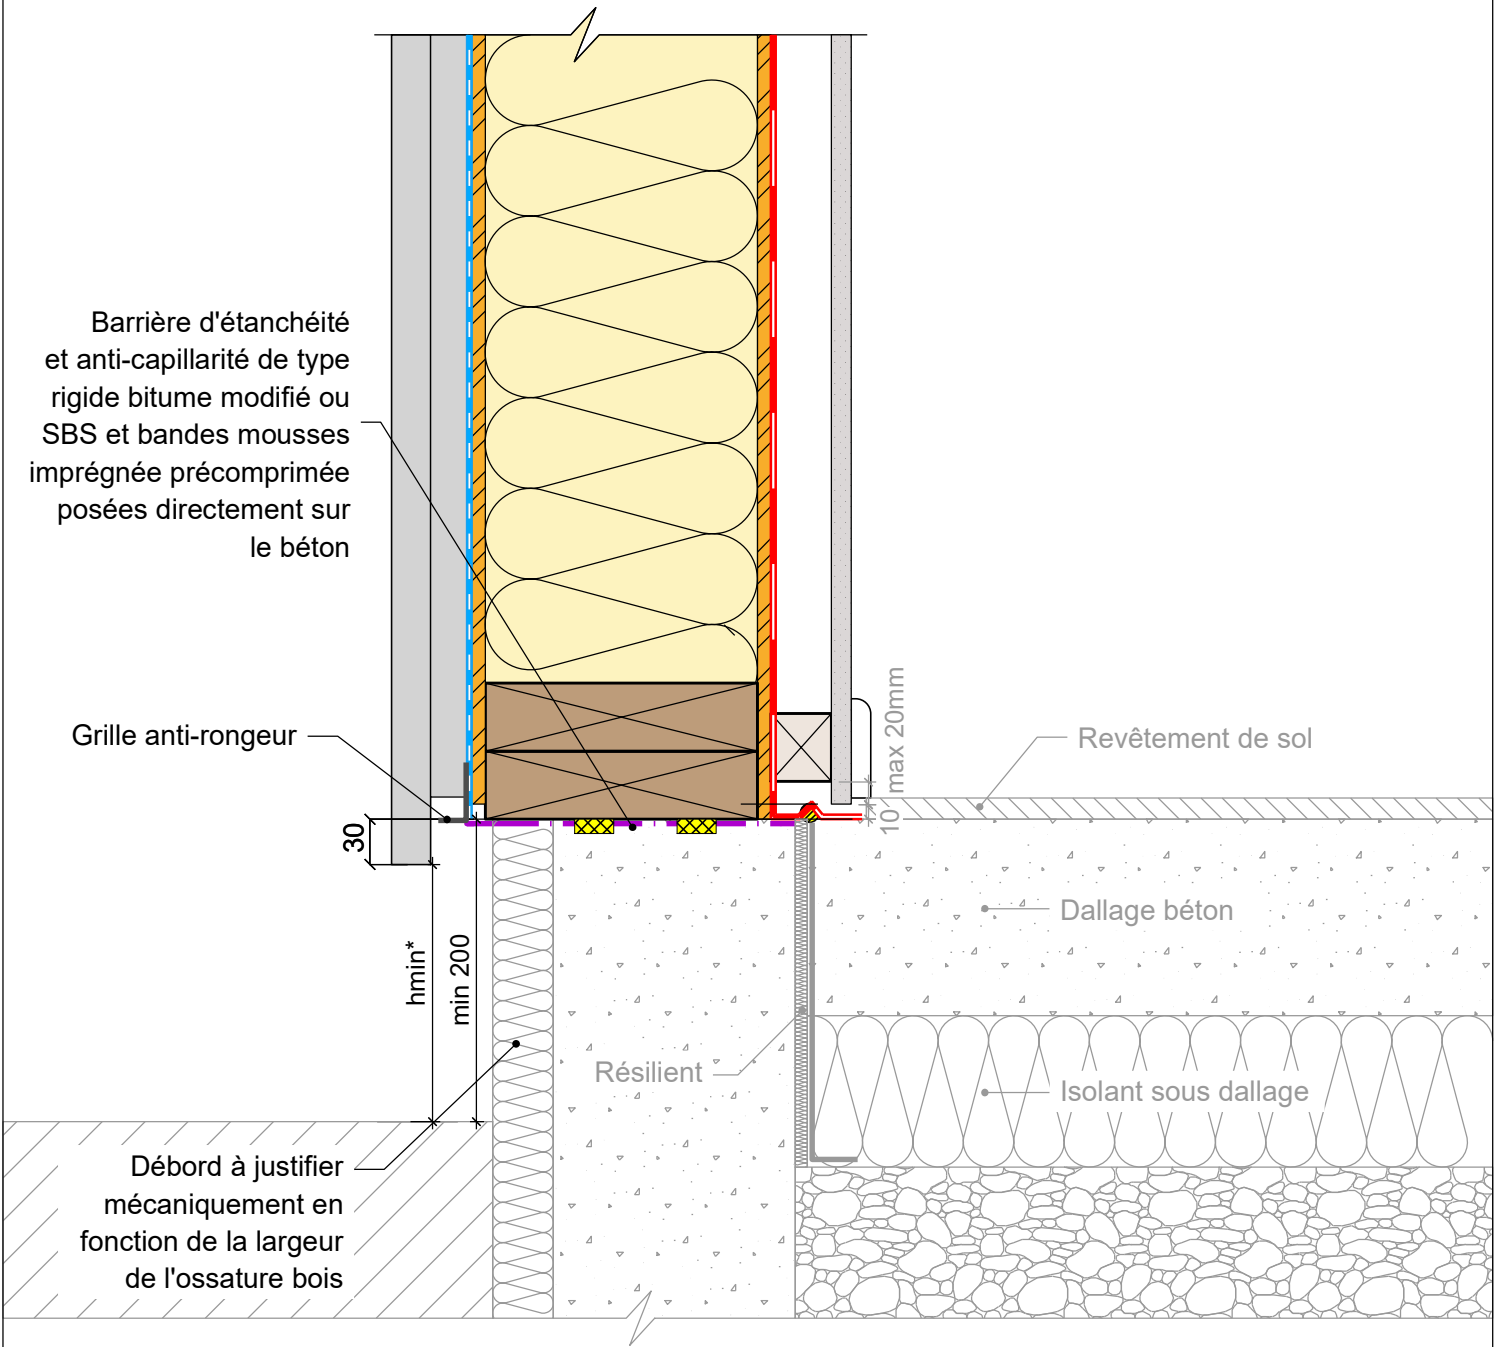 Barrière d'étanchéité
et anti-capillarité de type
rigide bitume modifié ou
SBS et bandes mousses
imprégnée précomprimée
posées directement sur
le béton
Grille anti-rongeur
30
hmin*
min 200
max 20mm
10
Revêtement de sol
Dallage béton
Résilient
Isolant sous dallage
Débord à justifier
mécaniquement en
fonction de la largeur
de l'ossature bois